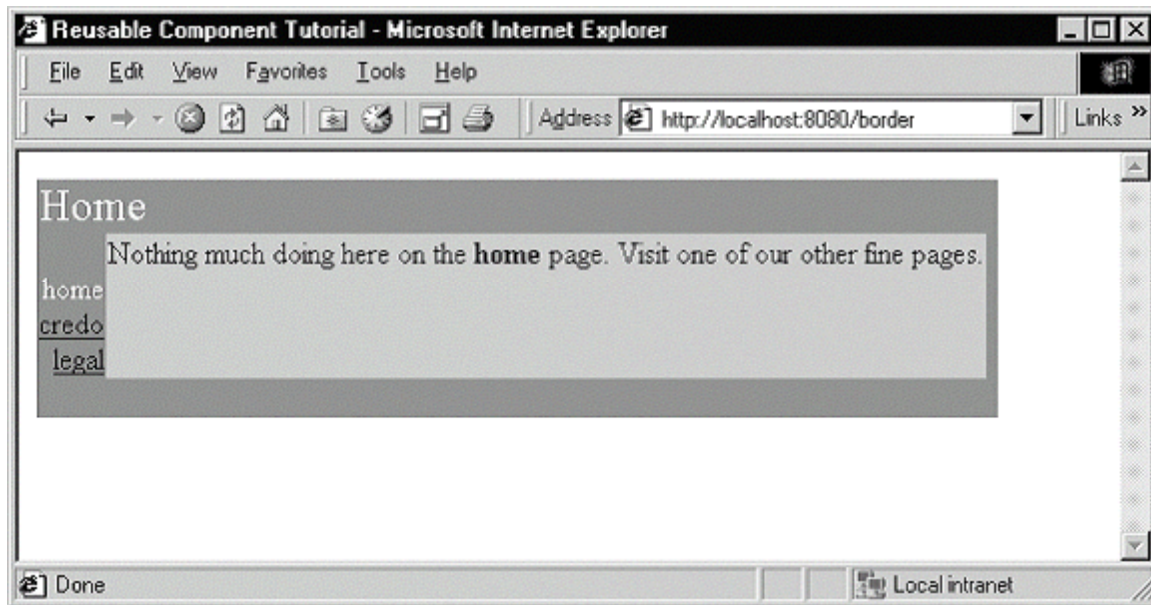 Reusable Component Tutorial - Microsoft Internet Explorer
File Edit View Favorites Tools Help
Address http://localhost:8080/border Links »
Home
Nothing much doing here on the home page. Visit one of our other fine pages.
home
credo
legal
Done Local intranet